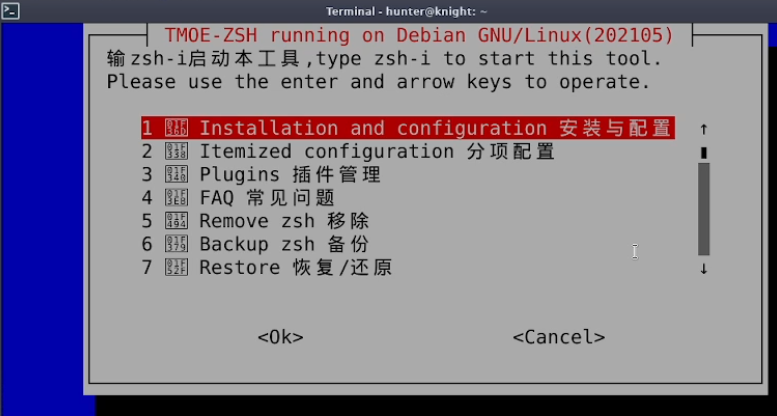 Terminal - hunter@knight: ~
TMOE-ZSH running on Debian GNU/Linux(202105)
输zsh-i启动本工具,type zsh-i to start this tool.
Please use the enter and arrow keys to operate.
1 Installation and configuration 安装与配置 ↑
2 Itemized configuration 分项配置
3 Plugins 插件管理
4 FAQ 常见问题
5 Remove zsh 移除
6 Backup zsh 备份
7 Restore 恢复/还原 ↓
<Ok> <Cancel>